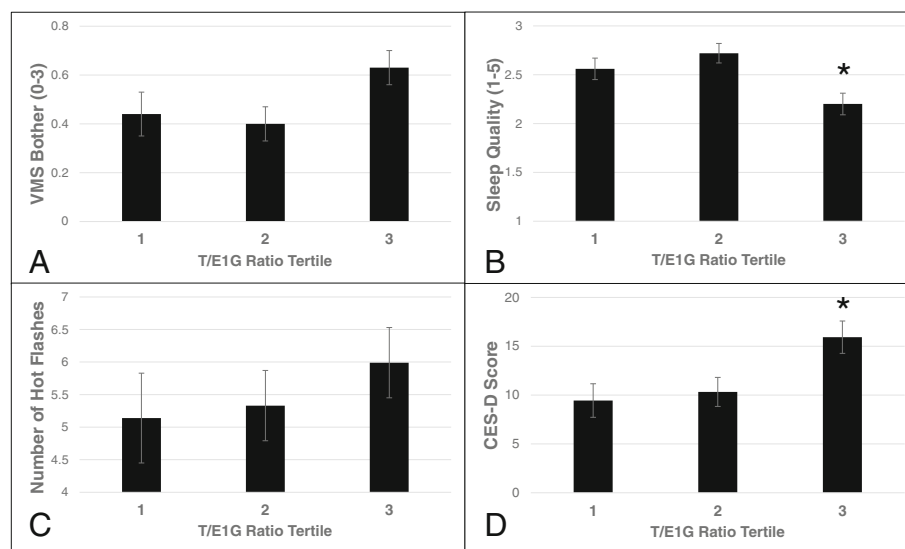 VMS Bother (0-3)
0.8
0.6
0.4
0.2
0
1 2 3
T/E1G Ratio Tertile
A
Sleep Quality (1-5)
3
2.5
2
1.5
1
*
1 2 3
T/E1G Ratio Tertile
B
Number of Hot Flashes
7
6.5
6
5.5
5
4.5
4
1 2 3
T/E1G Ratio Tertile
C
CES-D Score
20
15
10
5
0
*
1 2 3
T/E1G Ratio Tertile
D